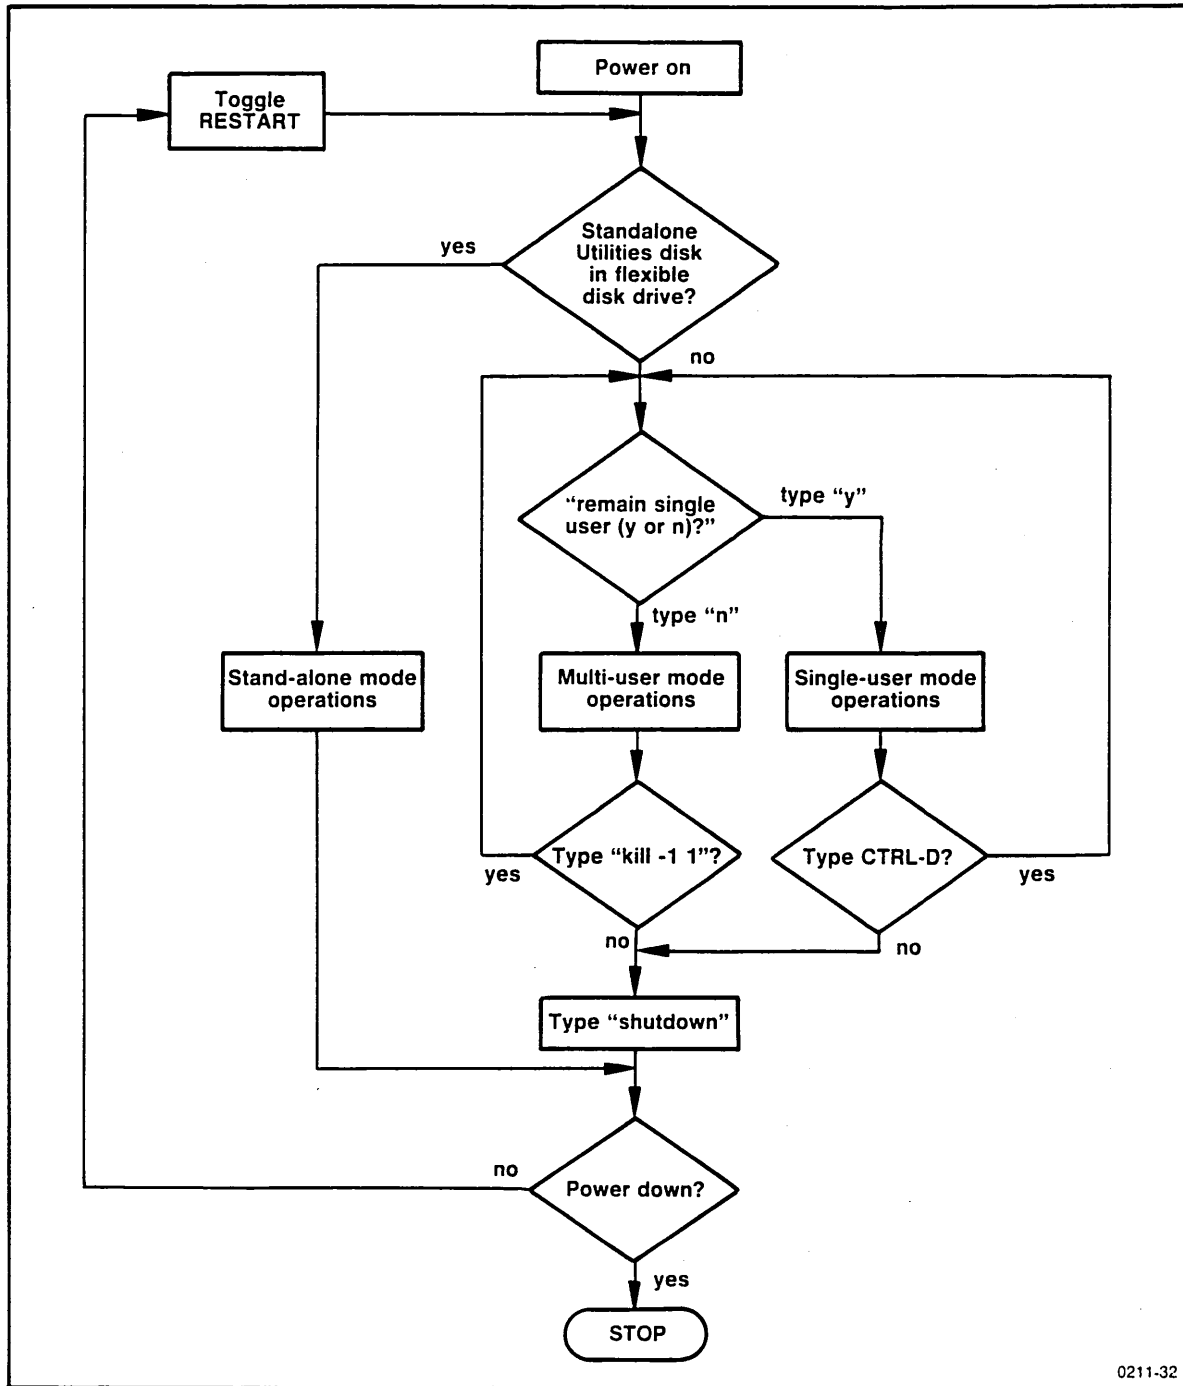 Power on
Toggle
RESTART
Standalone
Utilities disk
in flexible
disk drive?
yes
no
“remain single
user (y or n)?”
type “y”
type “n”
Stand-alone mode
operations
Multi-user mode
operations
Single-user mode
operations
Type “kill -1 1”?
yes
Type CTRL-D?
yes
no
no
Type “shutdown”
no
Power down?
yes
STOP
0211-32